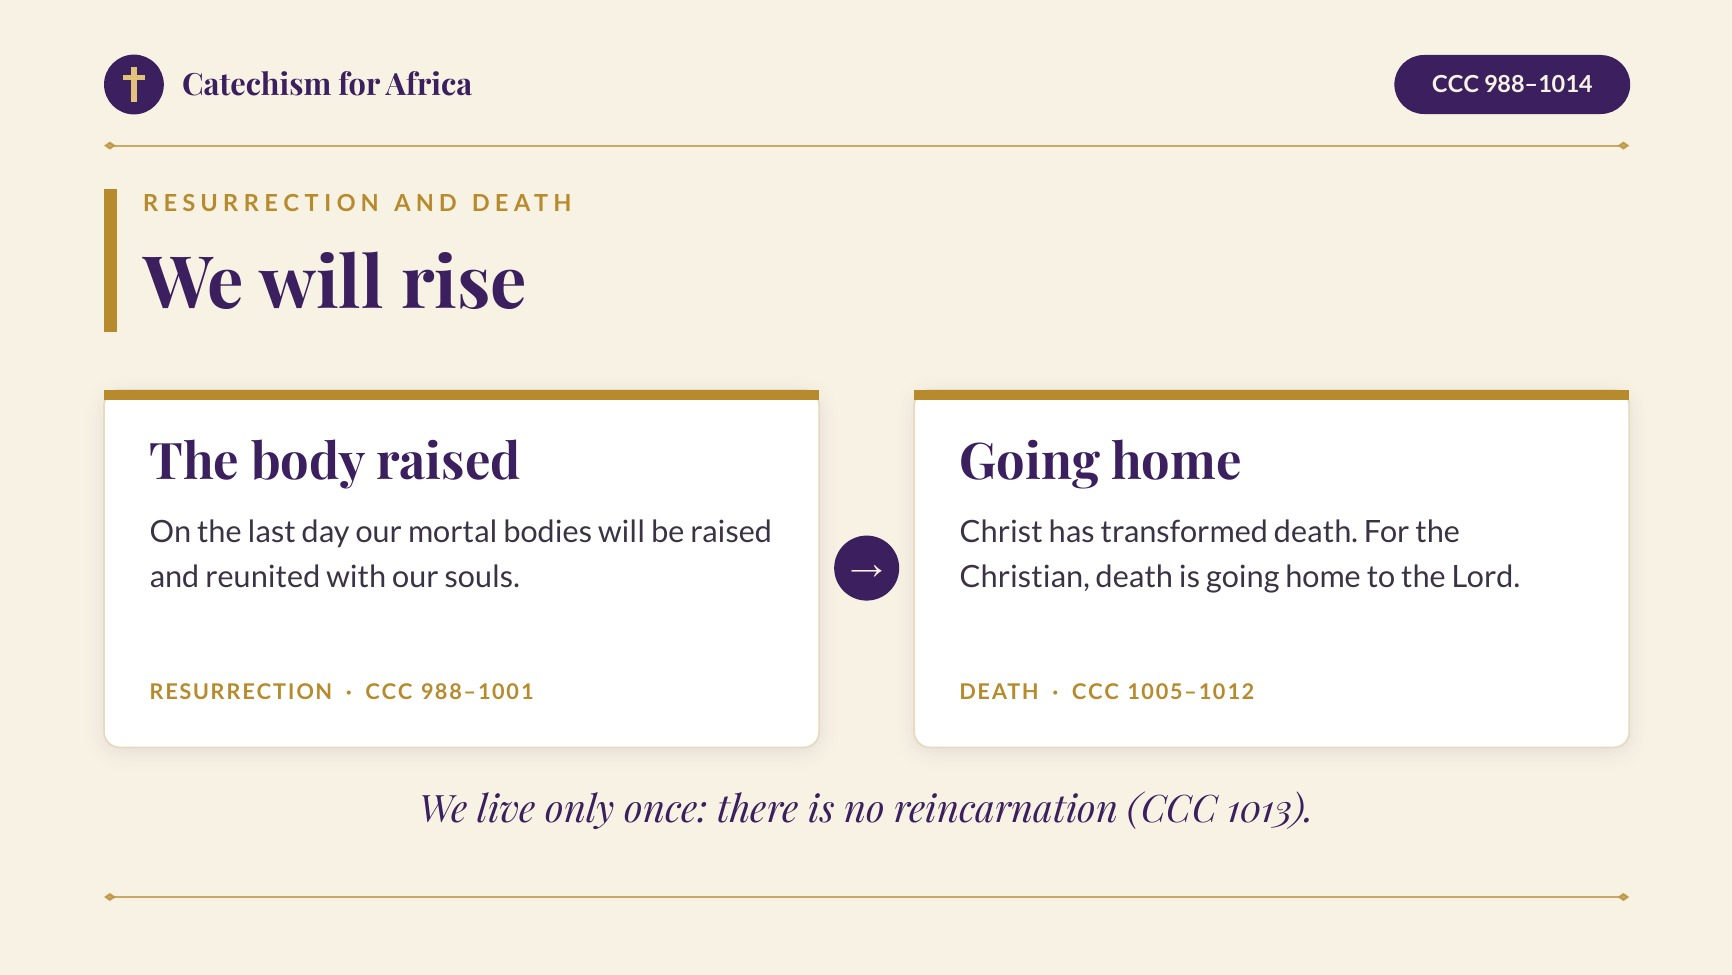 Catechism for Africa
CCC 988–1014
RESURRECTION AND DEATH
We will rise
The body raised
On the last day our mortal bodies will be raised
and reunited with our souls.
RESURRECTION · CCC 988–1001
→
Going home
Christ has transformed death. For the
Christian, death is going home to the Lord.
DEATH · CCC 1005–1012
We live only once: there is no reincarnation (CCC 1013).